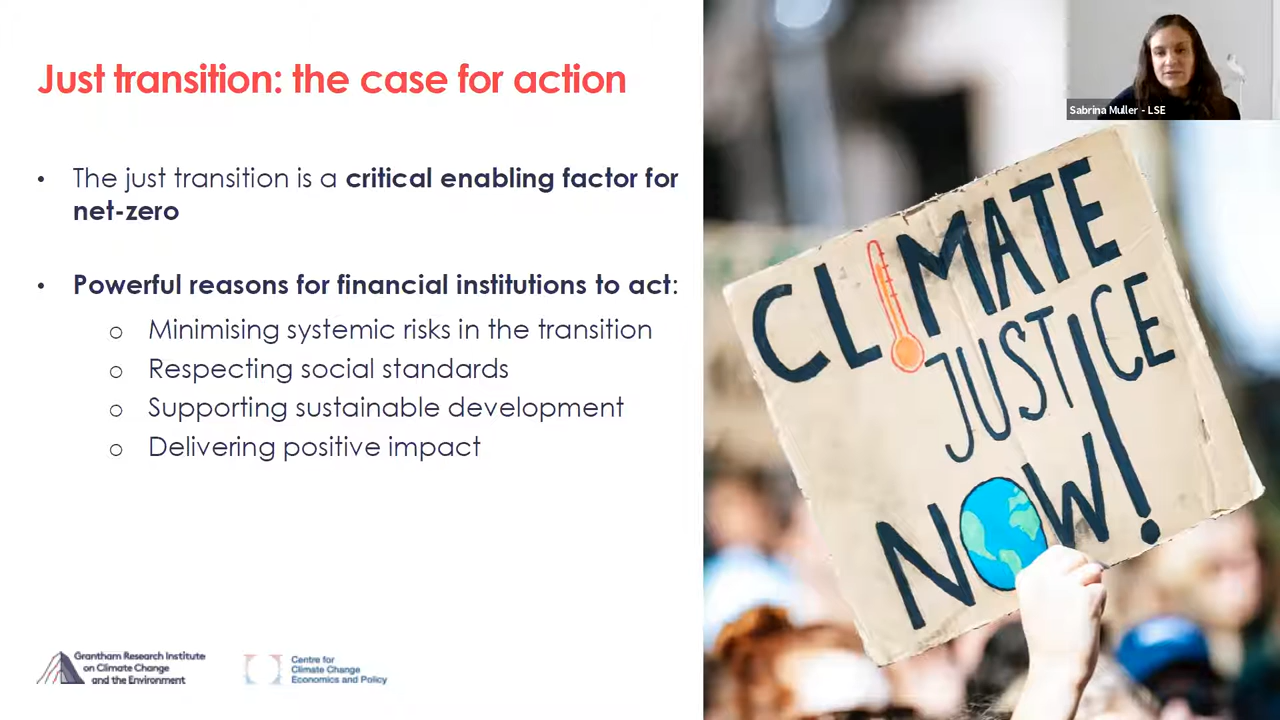 Just transition: the case for action
• The just transition is a critical enabling factor for
net-zero
• Powerful reasons for financial institutions to act:
o Minimising systemic risks in the transition
o Respecting social standards
o Supporting sustainable development
o Delivering positive impact
Grantham Research Institute
on Climate Change
and the Environment
Centre for
Climate Change
Economics and Policy
Sabrina Muller - LSE
CLIMATE
JUSTICE
NOW!